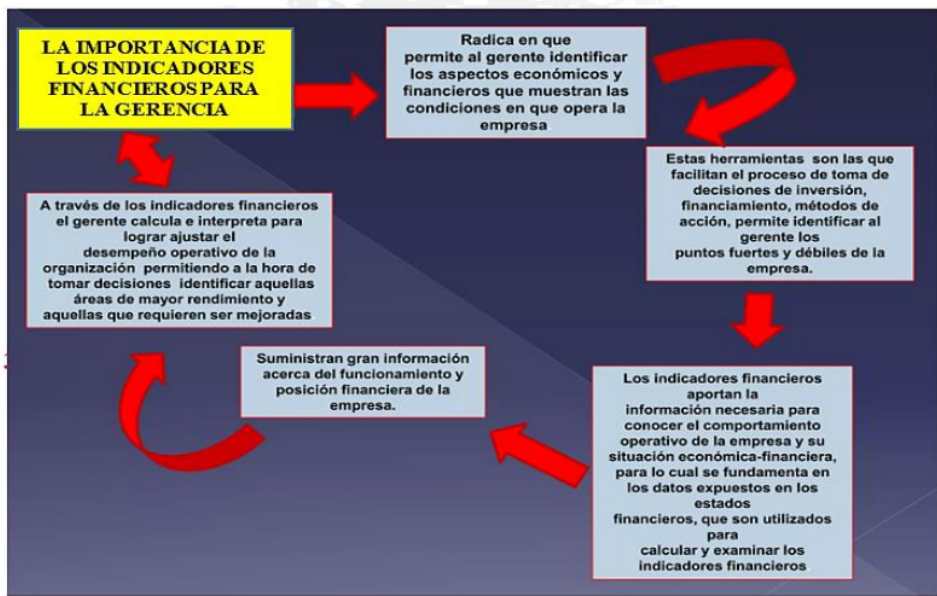 LA IMPORTANCIA DE
LOS INDICADORES
FINANCIEROS PARA
LA GERENCIA
Radica en que
permite al gerente identificar
los aspectos económicos y
financieros que muestran las
condiciones en que opera la
empresa
Estas herramientas son las que
facilitan el proceso de toma de
decisiones de inversión,
financiamiento, métodos de
acción, permite identificar al
gerente los
puntos fuertes y débiles de la
empresa.
Los indicadores financieros
aportan la
información necesaria para
conocer el comportamiento
operativo de la empresa y su
situación económica-financiera,
para lo cual se fundamenta en
los datos expuestos en los
estados
financieros, que son utilizados
para
calcular y examinar los
indicadores financieros
Suministran gran información
acerca del funcionamiento y
posición financiera de la
empresa.
A través de los indicadores financieros
el gerente calcula e interpreta para
lograr ajustar el
desempeño operativo de la
organización permitiendo a la hora de
tomar decisiones identificar aquellas
áreas de mayor rendimiento y
aquellas que requieren ser mejoradas